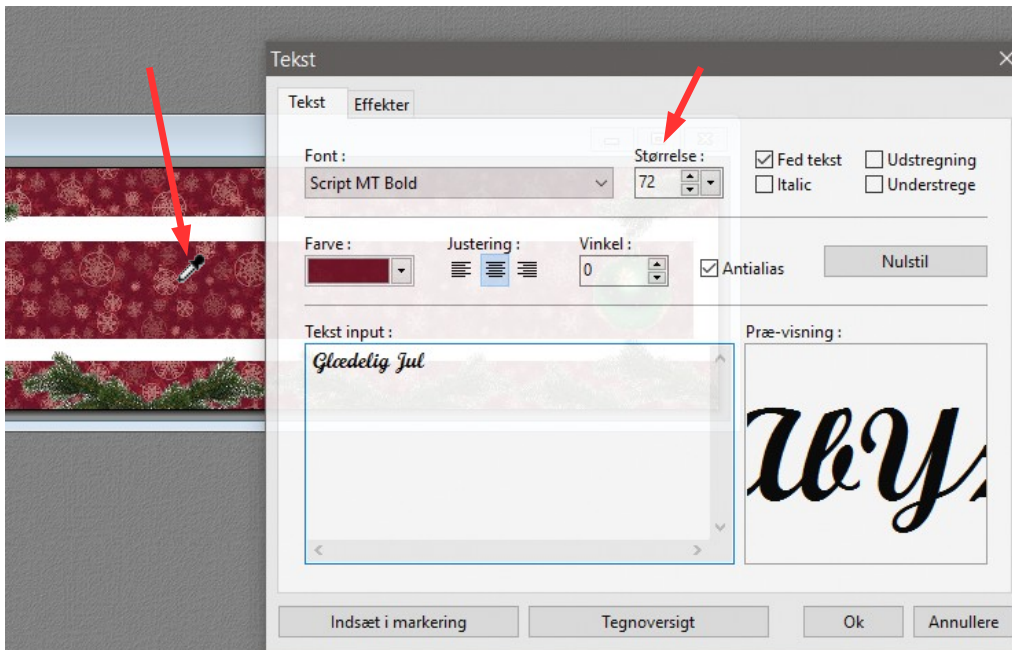 Tekst
Tekst Effekter
Font : Størrelse :
Script MT Bold 72
Fed tekst Udstregning
Italic Understrege
Farve : Justering : Vinkel :
0 Antialias Nulstil
Tekst input : Præ-visning :
Glædelig Jul
AbYz
Indsæt i markering Tegnoversigt Ok Annullere